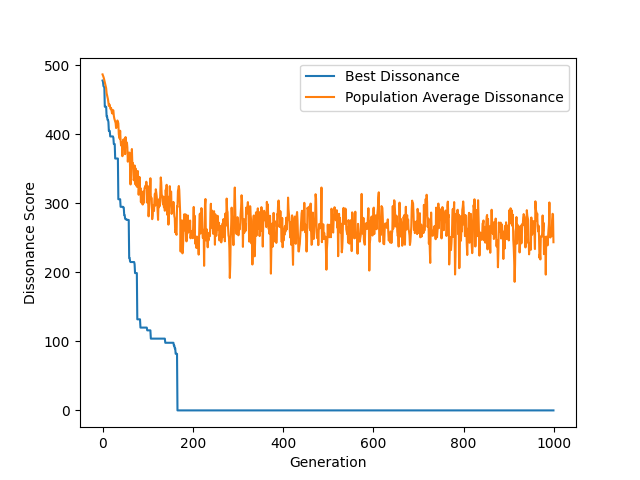 Best Dissonance
Population Average Dissonance
500
400
300
200
100
0
Dissonance Score
0 200 400 600 800 1000
Generation